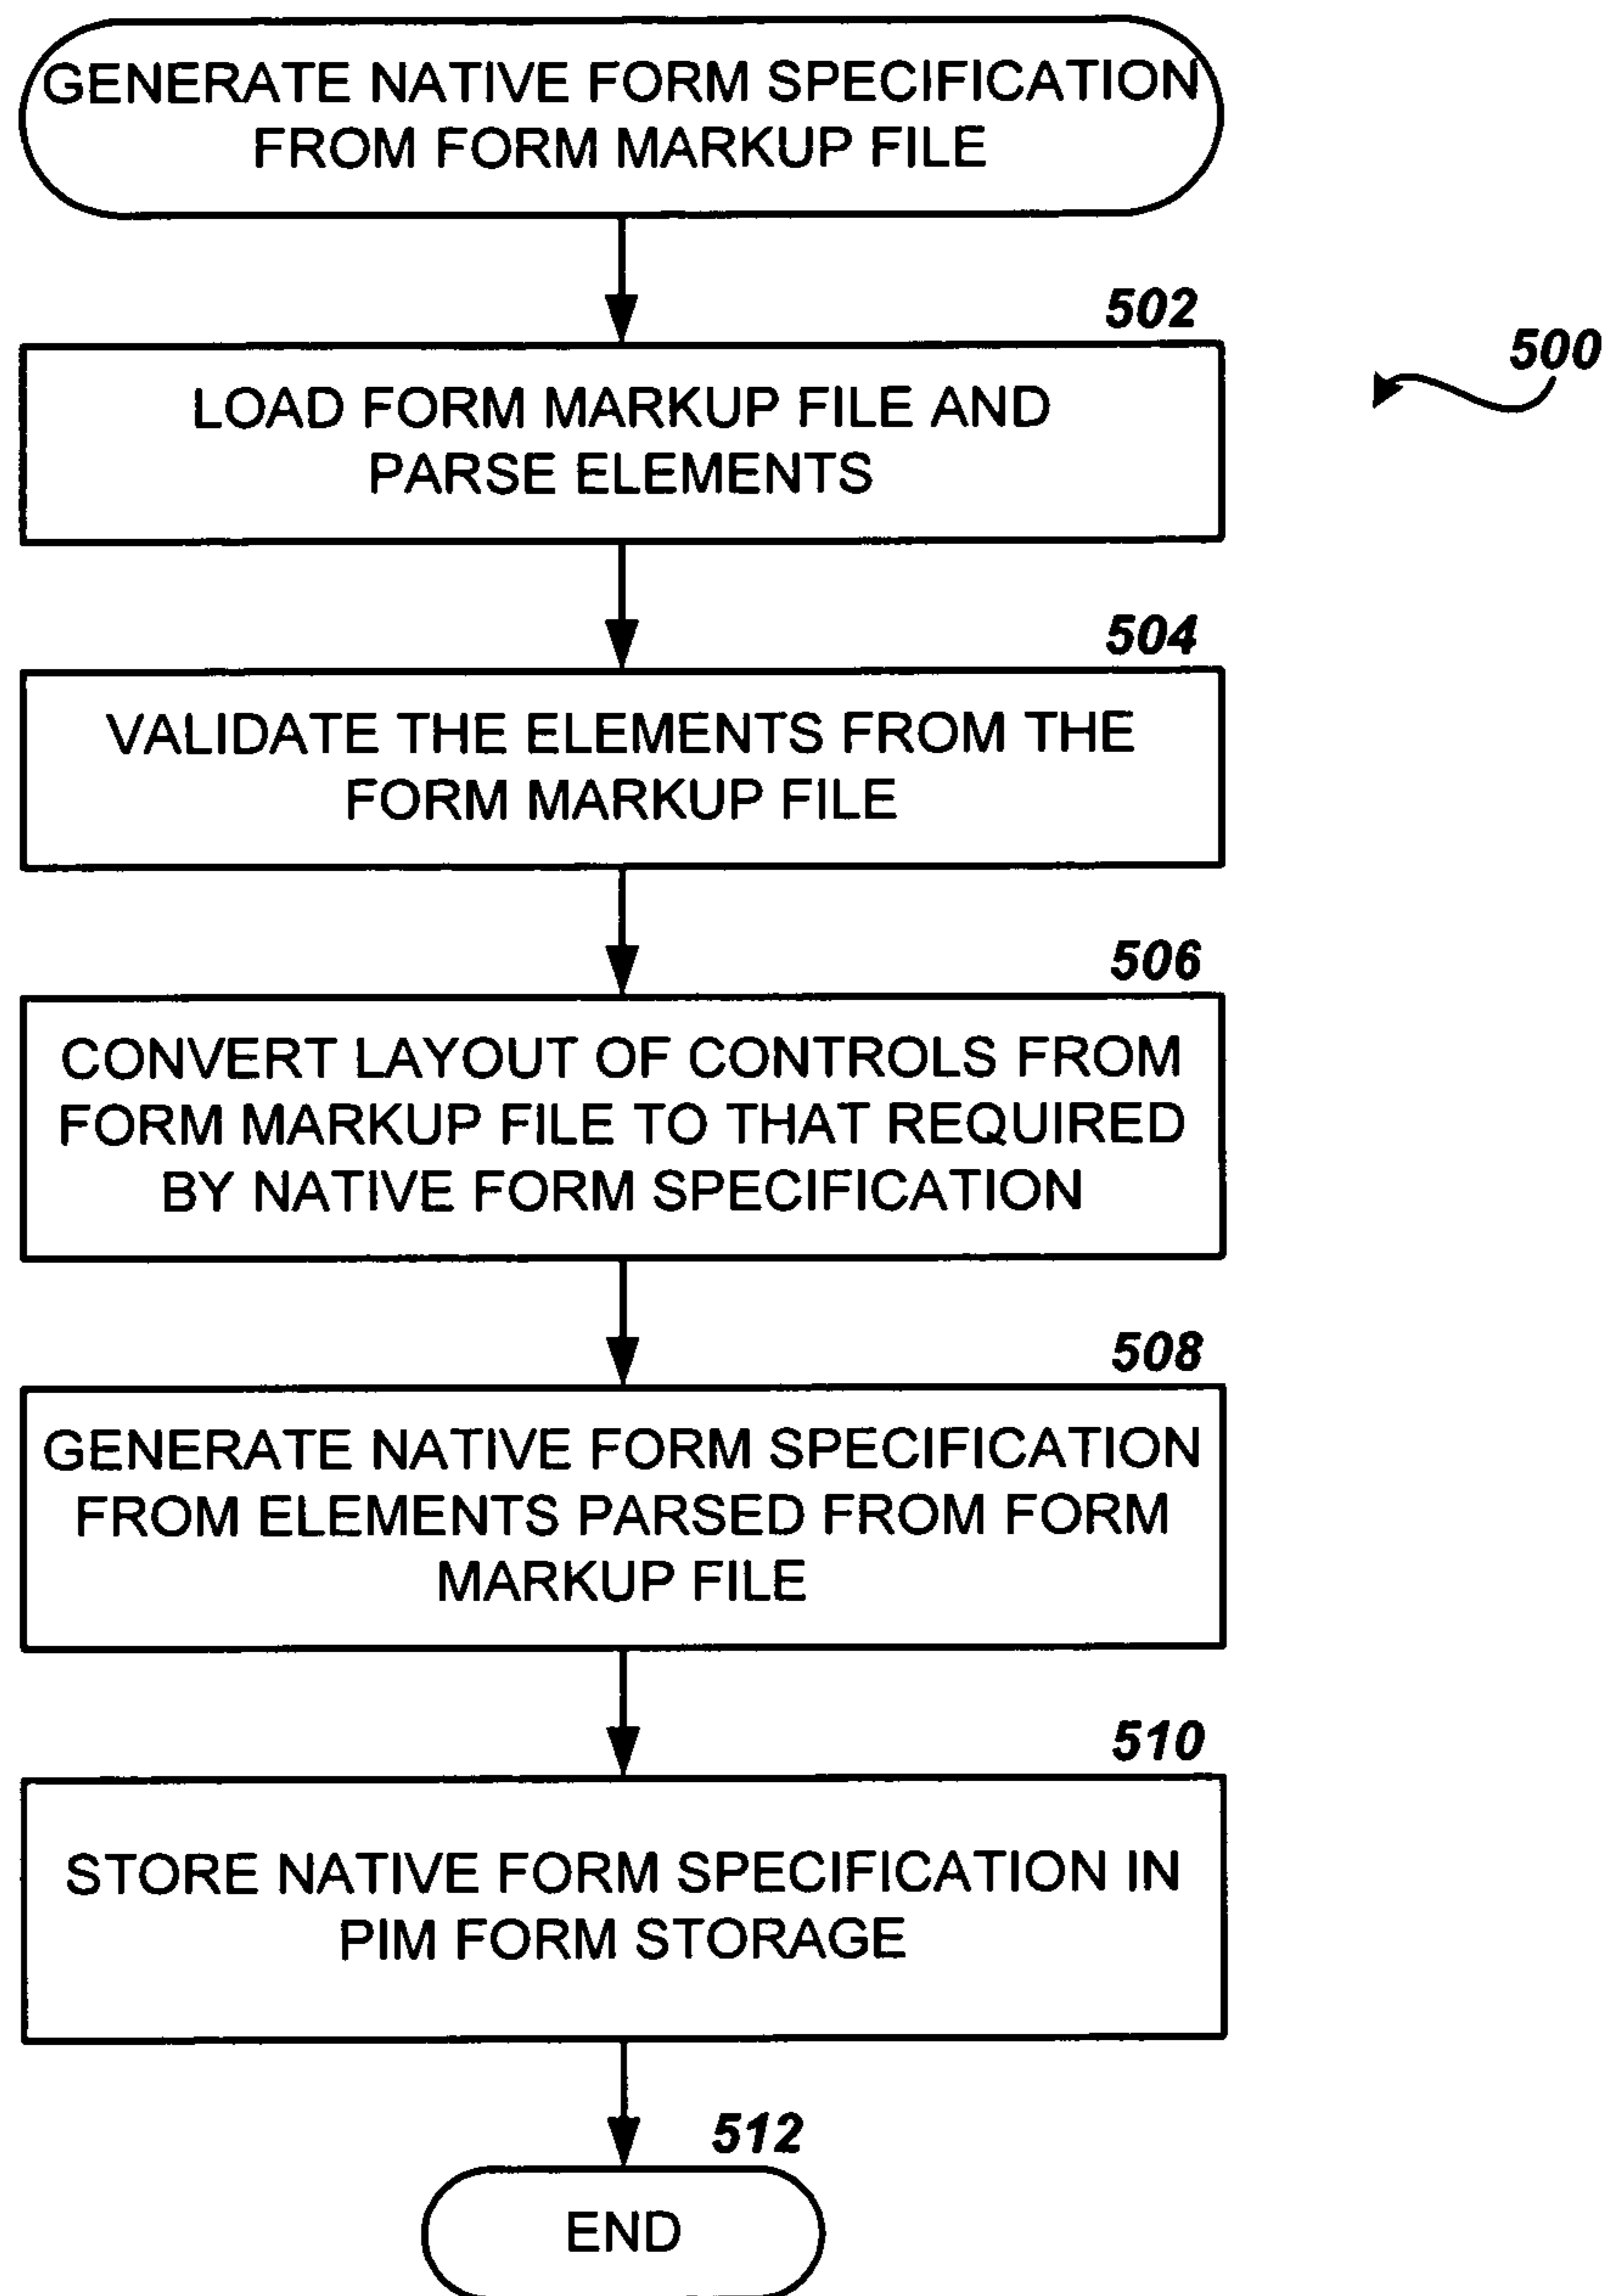 GENERATE NATIVE FORM SPECIFICATION
FROM FORM MARKUP FILE
502
500
LOAD FORM MARKUP FILE AND
PARSE ELEMENTS
504
VALIDATE THE ELEMENTS FROM THE
FORM MARKUP FILE
506
CONVERT LAYOUT OF CONTROLS FROM
FORM MARKUP FILE TO THAT REQUIRED
BY NATIVE FORM SPECIFICATION
508
GENERATE NATIVE FORM SPECIFICATION
FROM ELEMENTS PARSED FROM FORM
MARKUP FILE
510
STORE NATIVE FORM SPECIFICATION IN
PIM FORM STORAGE
512
END